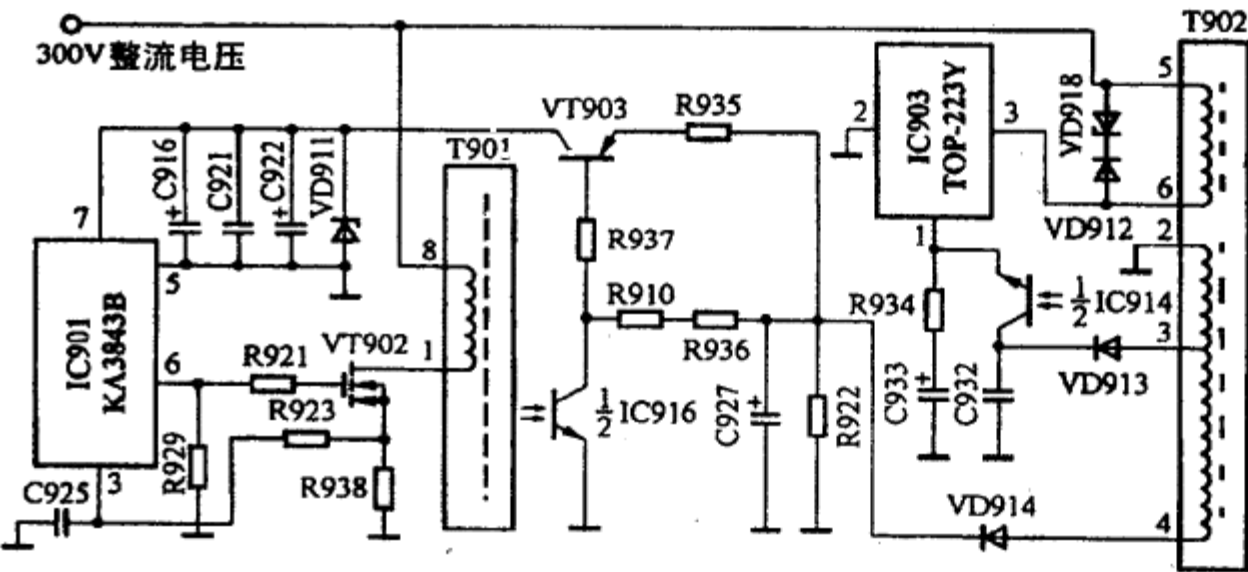 T902
300V整流电压
5
VT903
R935
2
IC903
TOP-223Y
3
VD918
T901
C916
+
C921
C922
+
VD911
6
7
R937
1
VD912
2
8
5
R910
R934
1/2 IC914
IC901
KA3843B
VT902
R936
3
6
R921
1
VD913
R923
1/2 IC916
C927
+
R922
C933
+
C932
R929
R938
C925
3
VD914
4